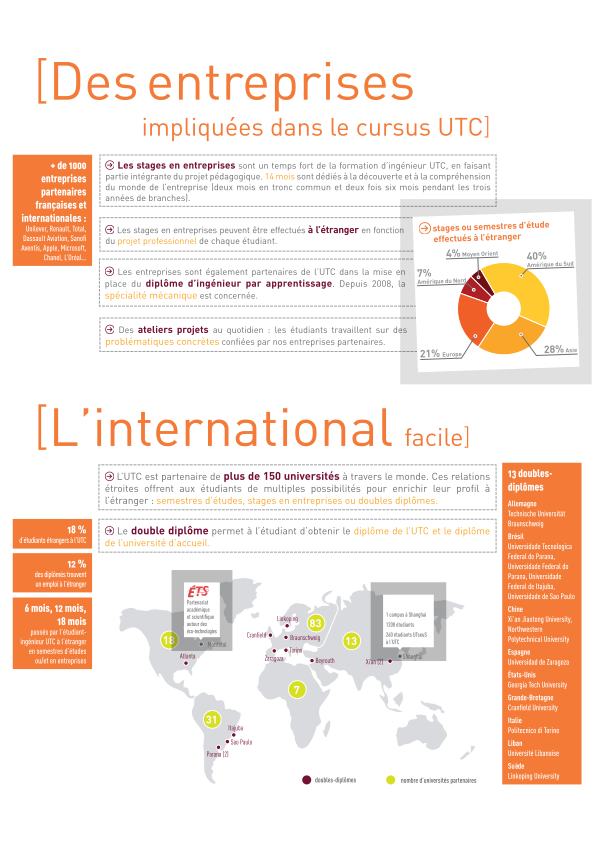 [Des entreprises
impliquées dans le cursus UTC]
+ de 1000
entreprises
partenaires
françaises et
internationales :
Unilever, Renault, Total,
Dassault Aviation, Sanofi
Aventis, Apple, Microsoft,
Chanel, L'Oréal...
Les stages en entreprises sont un temps fort de la formation d'ingénieur UTC, en faisant
partie intégrante du projet pédagogique. 14 mois sont dédiés à la découverte et à la compréhension
du monde de l'entreprise (deux mois en tronc commun et deux fois six mois pendant les trois
années de branches).
Les stages en entreprises peuvent être effectués à l'étranger en fonction
du projet professionnel de chaque étudiant.
Les entreprises sont également partenaires de l'UTC dans la mise en
place du diplôme d'ingénieur par apprentissage. Depuis 2008, la
spécialité mécanique est concernée.
Des ateliers projets au quotidien : les étudiants travaillent sur des
problématiques concrètes confiées par nos entreprises partenaires.
stages ou semestres d'étude
effectués à l'étranger
4% Moyen Orient
40%
Amérique du Sud
7%
Amérique du Nord
21% Europe
28% Asie
[L'international facile]
L'UTC est partenaire de plus de 150 universités à travers le monde. Ces relations
étroites offrent aux étudiants de multiples possibilités pour enrichir leur profil à
l'étranger : semestres d'études, stages en entreprises ou doubles diplômes.
Le double diplôme permet à l'étudiant d'obtenir le diplôme de l'UTC et le diplôme
de l'université d'accueil.
18 %
d'étudiants étrangers à l'UTC
12 %
des diplômés trouvent
un emploi à l'étranger
6 mois, 12 mois,
18 mois
passés par l'étudiant-
ingénieur UTC à l'étranger
en semestres d'études
ou/et en entreprises
ÉTS
Partenariat
académique
et scientifique
autour des
éco-technologies
18
Montréal
Atlanta
31
Itajuba
Sao Paulo
Parana (2)
Linkoping
83
Cranfield
Braunschweig
Torino
Zaragoza
Beyrouth
7
13
1 campus à Shanghai
1200 étudiants
260 étudiants UTseuS
à l'UTC
Xi'an (2)
Shanghai
doubles-diplômes
nombre d'universités partenaires
13 doubles-
diplômes
Allemagne
Technische Universität
Braunschweig
Brésil
Universidade Tecnologica
Federal do Parana,
Universidade Federal do
Parana, Universidade
Federal de Itajuba,
Universidade de Sao Paulo
Chine
Xi'an Jiaotong University,
Northwestern
Polytechnical University
Espagne
Universidad de Zaragoza
États-Unis
Georgia Tech University
Grande-Bretagne
Cranfield University
Italie
Politecnico di Torino
Liban
Université Libanaise
Suède
Linkoping University